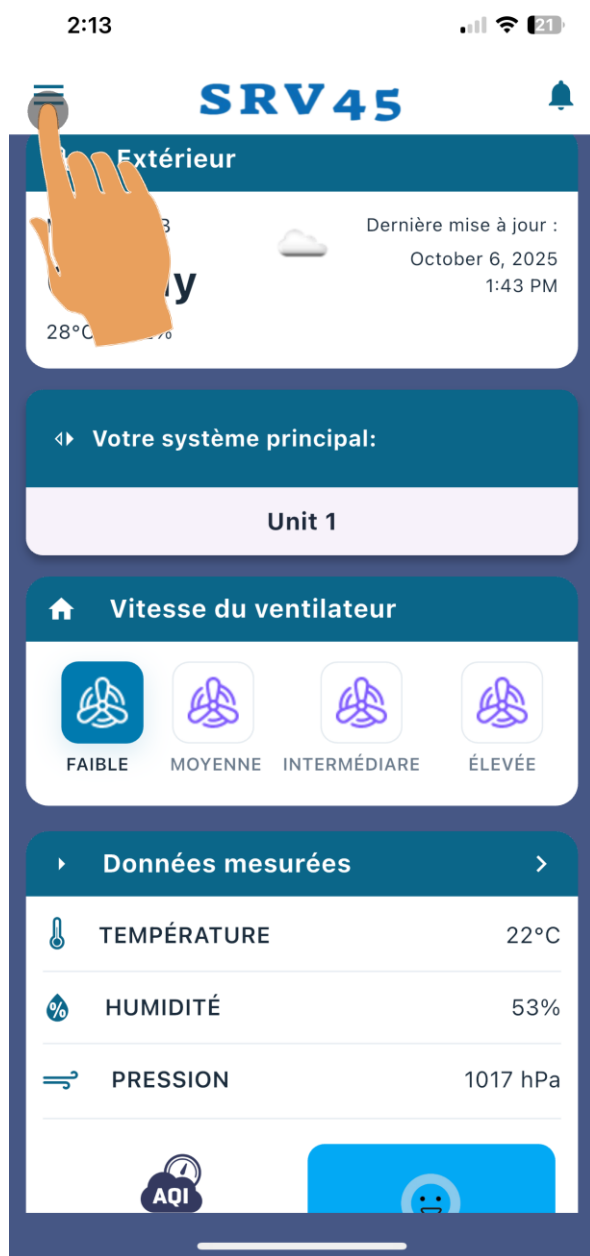 2:13
21
SRV45
Extérieur
Dernière mise à jour :
October 6, 2025
1:43 PM
28°C
Votre système principal:
Unit 1
Vitesse du ventilateur
FAIBLE MOYENNE INTERMÉDIARE ÉLEVÉE
Données mesurées
TEMPÉRATURE 22°C
HUMIDITÉ 53%
PRESSION 1017 hPa
AQI